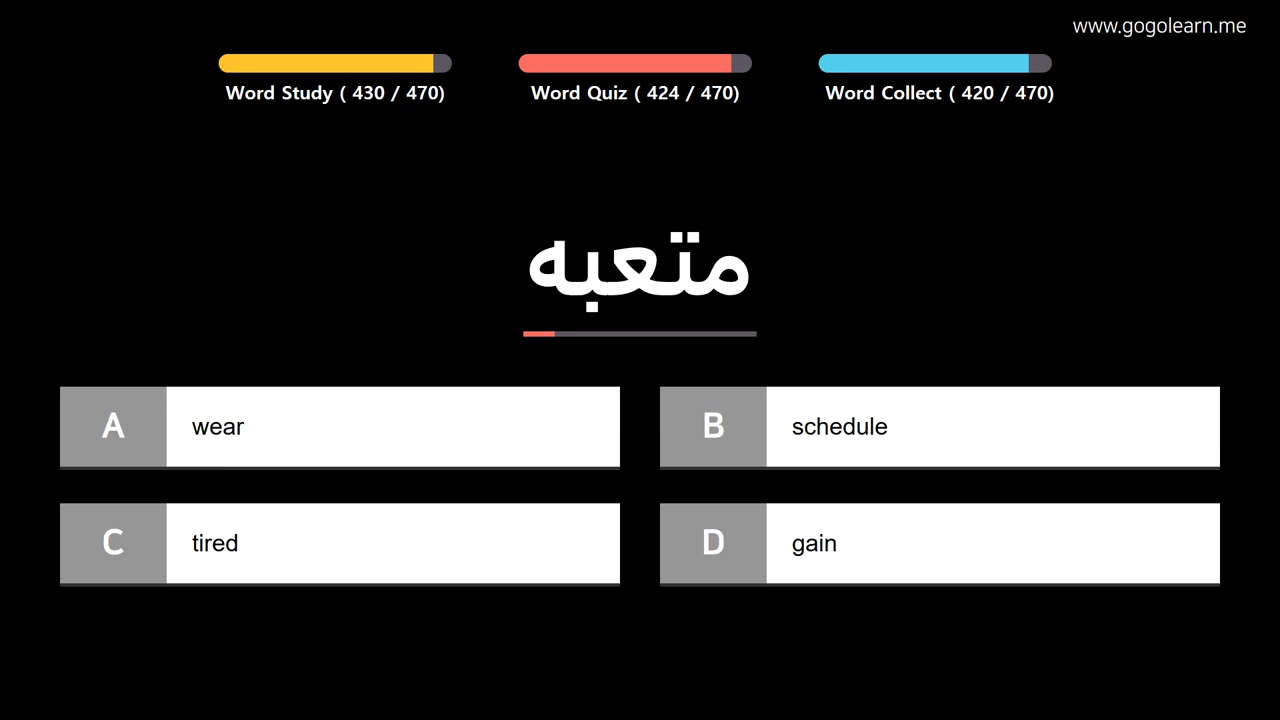 www.gogolearn.me
Word Study ( 430 / 470)
Word Quiz ( 424 / 470)
Word Collect ( 420 / 470)
متعبه
A
wear
B
schedule
C
tired
D
gain